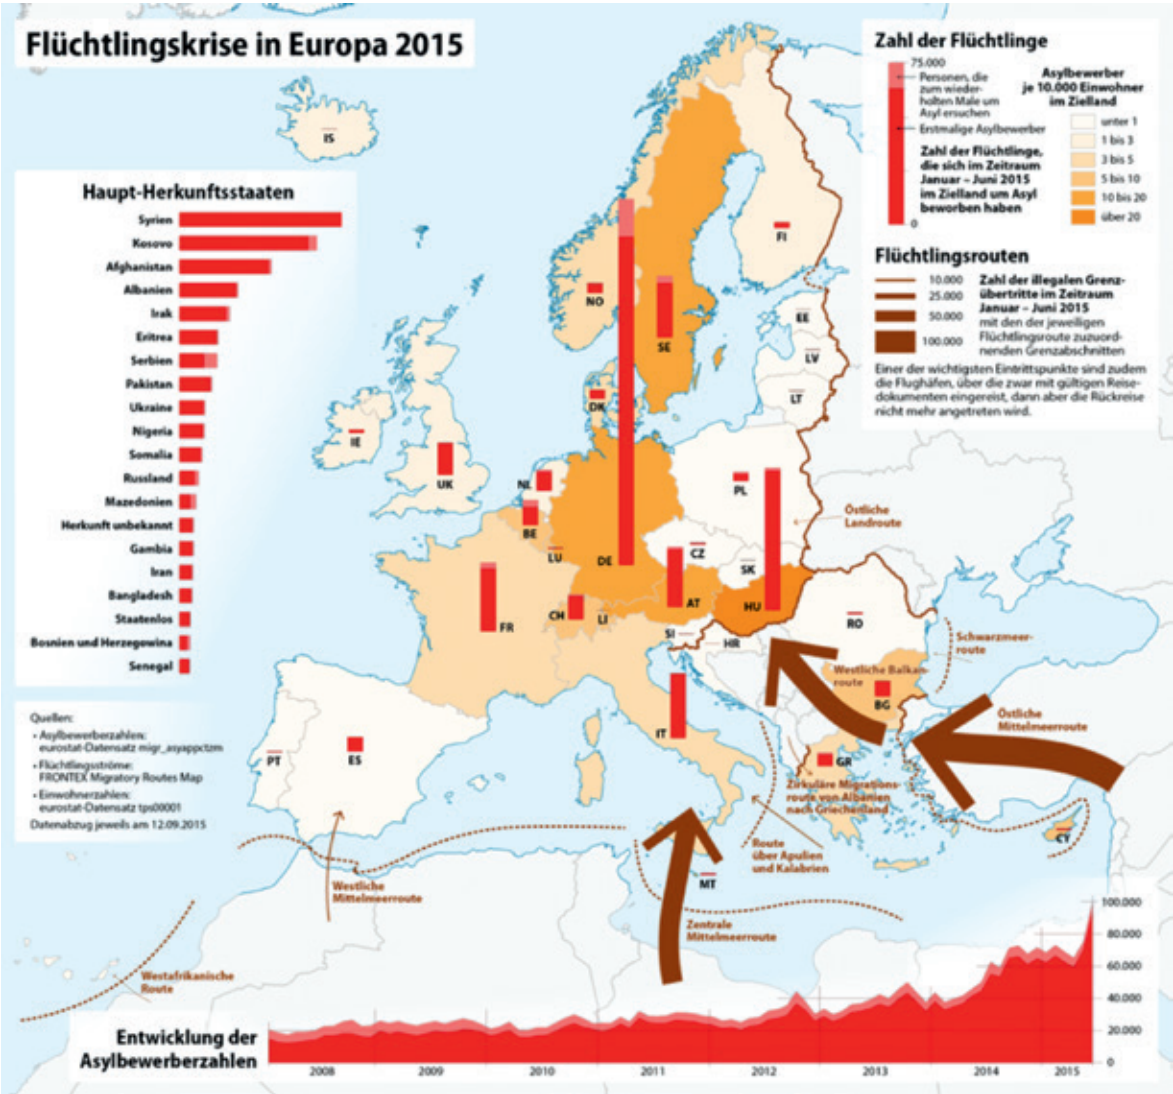 Flüchtlingskrise in Europa 2015
Zahl der Flüchtlinge
75.000
Personen, die
zum wieder-
holten Male um
Asyl ersuchen
Erstmalige Asylbewerber
Zahl der Flüchtlinge,
die sich im Zeitraum
Januar – Juni 2015
im Zielland um Asyl
beworben haben
0
Asylbewerber
je 10.000 Einwohner
im Zielland
unter 1
1 bis 3
3 bis 5
5 bis 10
10 bis 20
über 20
Flüchtlingsrouten
10.000
25.000
50.000
100.000
Zahl der illegalen Grenz-
übertritte im Zeitraum
Januar – Juni 2015
mit den der jeweiligen
Flüchtlingsroute zuzuord-
nenden Grenzabschnitten
Einer der wichtigsten Eintrittspunkte sind zudem
die Flughäfen, über die zwar mit gültigen Reise-
dokumenten eingereist, dann aber die Rückreise
nicht mehr angetreten wird.
Haupt-Herkunftsstaaten
Syrien
Kosovo
Afghanistan
Albanien
Irak
Eritrea
Serbien
Pakistan
Ukraine
Nigeria
Somalia
Russland
Mazedonien
Herkunft unbekannt
Gambia
Iran
Bangladesh
Staatenlos
Bosnien und Herzegowina
Senegal
Quellen:
• Asylbewerberzahlen:
eurostat-Datensatz migr_asyappctzm
• Flüchtlingsströme:
FRONTEX Migratory Routes Map
• Einwohnerzahlen:
eurostat-Datensatz tps00001
Datenabzug jeweils am 12.09.2015
IS
FI
NO
SE
EE
LV
LT
DK
IE
UK
NL
BE
LU
DE
PL
CZ
SK
AT
HU
CH
LI
FR
SI
HR
RO
BG
IT
GR
PT
ES
MT
CY
Östliche
Landroute
Schwarzmeer-
route
Westliche Balkan-
route
Östliche
Mittelmeerroute
Zirkuläre Migrations-
route von Albanien
nach Griechenland
Route
über Apulien
und Kalabrien
Westliche
Mittelmeerroute
Zentrale
Mittelmeerroute
Westafrikanische
Route
Entwicklung der
Asylbewerberzahlen
100.000
80.000
60.000
40.000
20.000
0
2008
2009
2010
2011
2012
2013
2014
2015